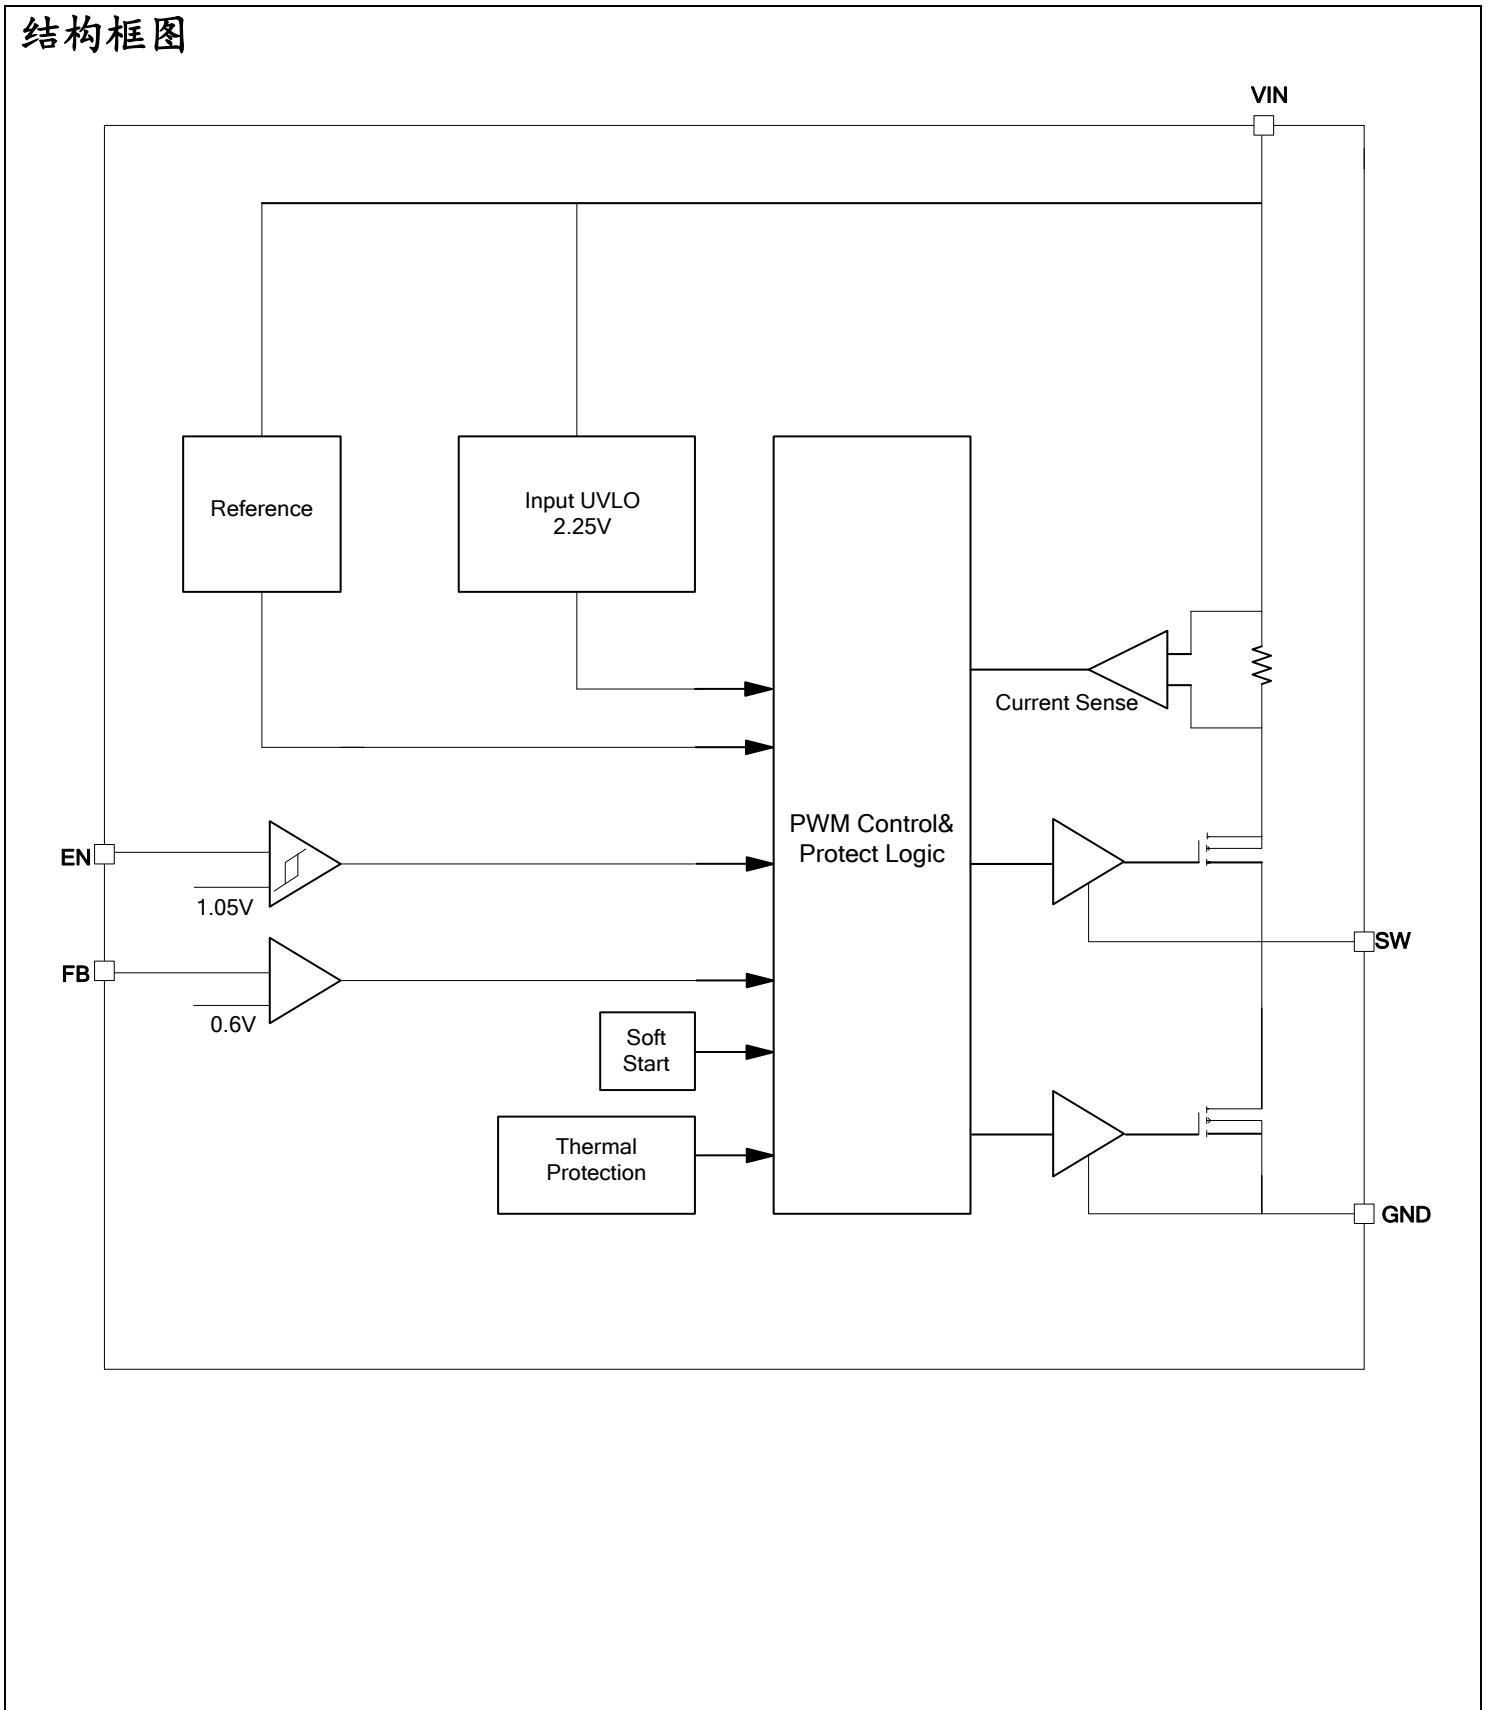 结构框图
VIN
Reference
Input UVLO
2.25V
Current Sense
PWM Control&
Protect Logic
EN
1.05V
SW
FB
0.6V
Soft
Start
Thermal
Protection
GND